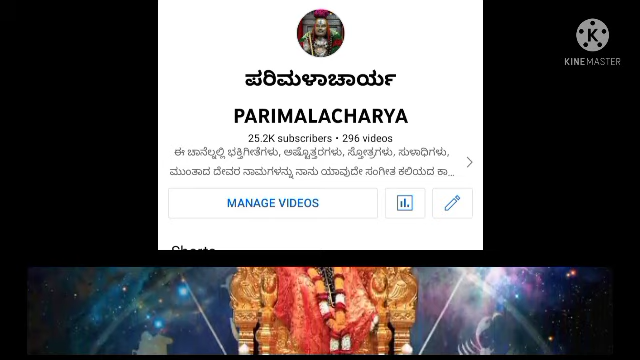 ಪರಿಮಳಾಚಾರ್ಯ
K
KINEMASTER
PARIMALACHARYA
25.2K subscribers • 296 videos
ಈ ಚಾನೆಲ್ನಲ್ಲಿ ಭಕ್ತಿಗೀತೆಗಳು, ಅಷ್ಟೊತ್ತರಗಳು, ಸ್ತೋತ್ರಗಳು, ಸುಳಾಧಿಗಳು,
ಮುಂತಾದ ದೇವರ ನಾಮಗಳನ್ನು ನಾನು ಯಾವುದೇ ಸಂಗೀತ ಕಲಿಯದ ಕಾ...
MANAGE VIDEOS
Shorts